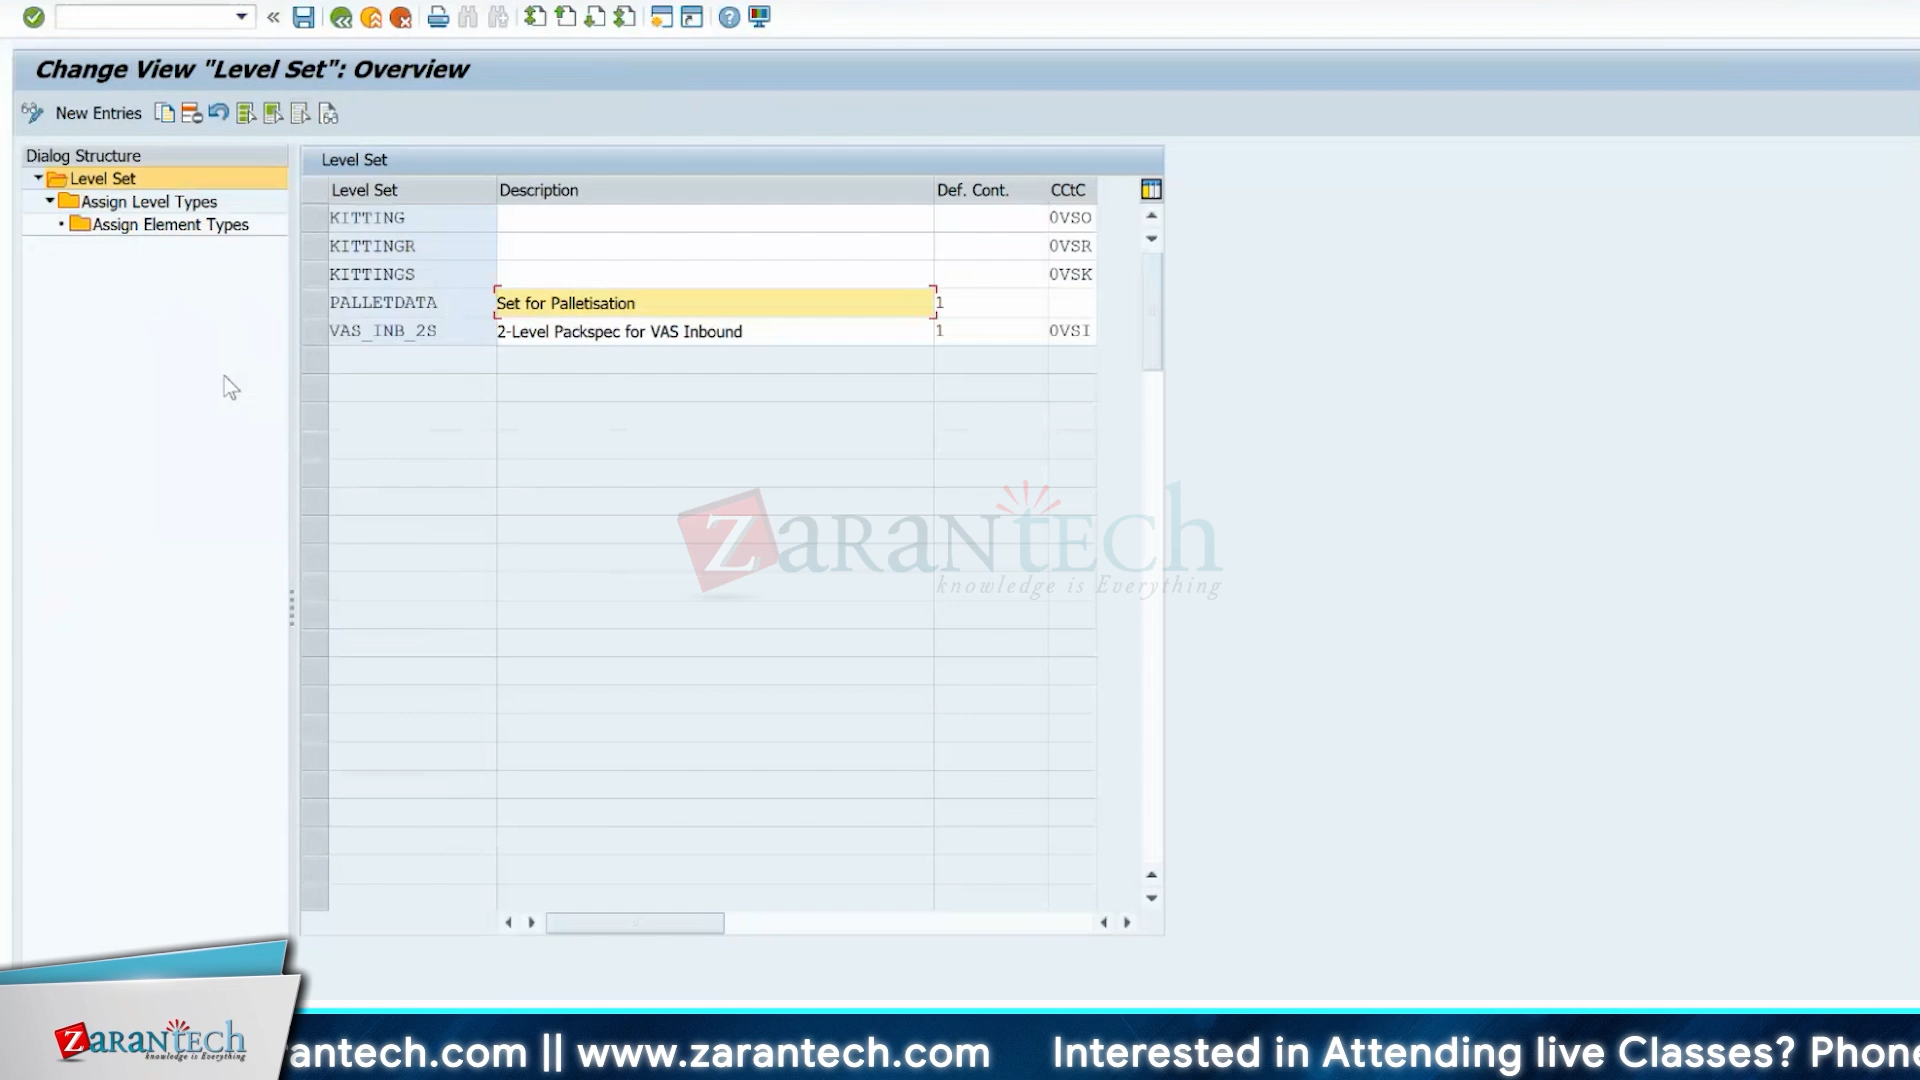 Change View "Level Set": Overview
New Entries
Dialog Structure
Level Set
Assign Level Types
Assign Element Types
Level Set
Level Set Description Def. Cont. CCtC
KITTING 0VSO
KITTINGR 0VSR
KITTINGS 0VSK
PALLETDATA Set for Palletisation 1
VAS_INB_2S 2-Level Packspec for VAS Inbound 1 0VSI
ZaranTech
knowledge is Everything
ZaranTech
knowledge is Everything
antech.com || www.zarantech.com Interested in Attending live Classes? Phone